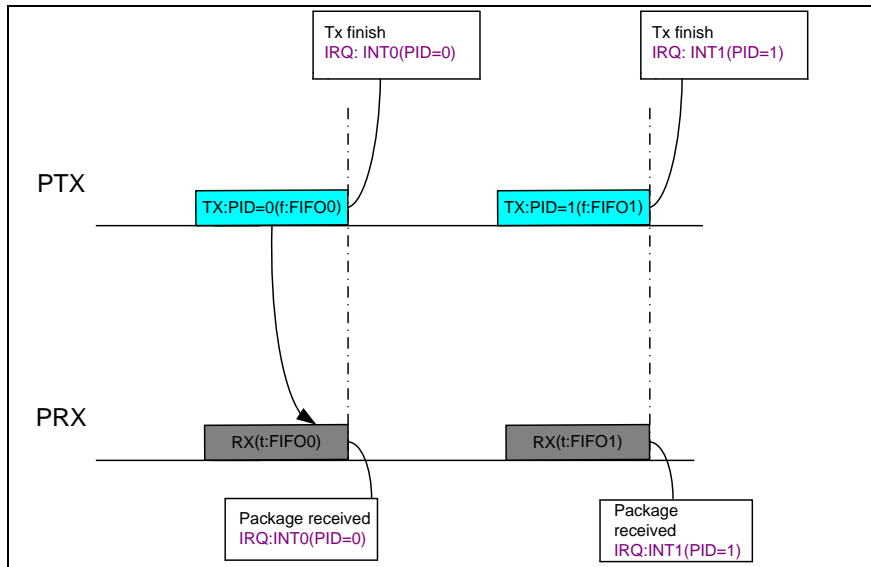 Tx finish
IRQ: INT0(PID=0)
Tx finish
IRQ: INT1(PID=1)
PTX
TX:PID=0(f:FIFO0)
TX:PID=1(f:FIFO1)
PRX
RX(t:FIFO0)
RX(t:FIFO1)
Package received
IRQ:INT0(PID=0)
Package
received
IRQ:INT1(PID=1)